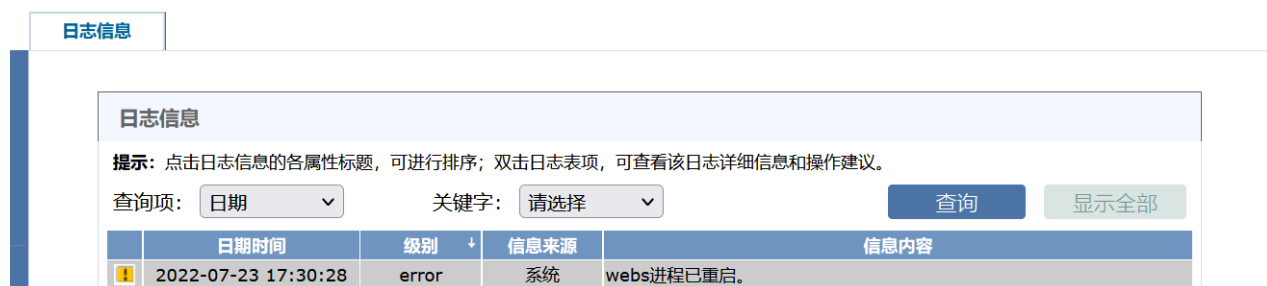 日志信息
日志信息
提示：点击日志信息的各属性标题，可进行排序；双击日志表项，可查看该日志详细信息和操作建议。
查询项： 日期 关键字： 请选择 查询 显示全部
日期时间 级别 信息来源 信息内容
2022-07-23 17:30:28 error 系统 webs进程已重启。